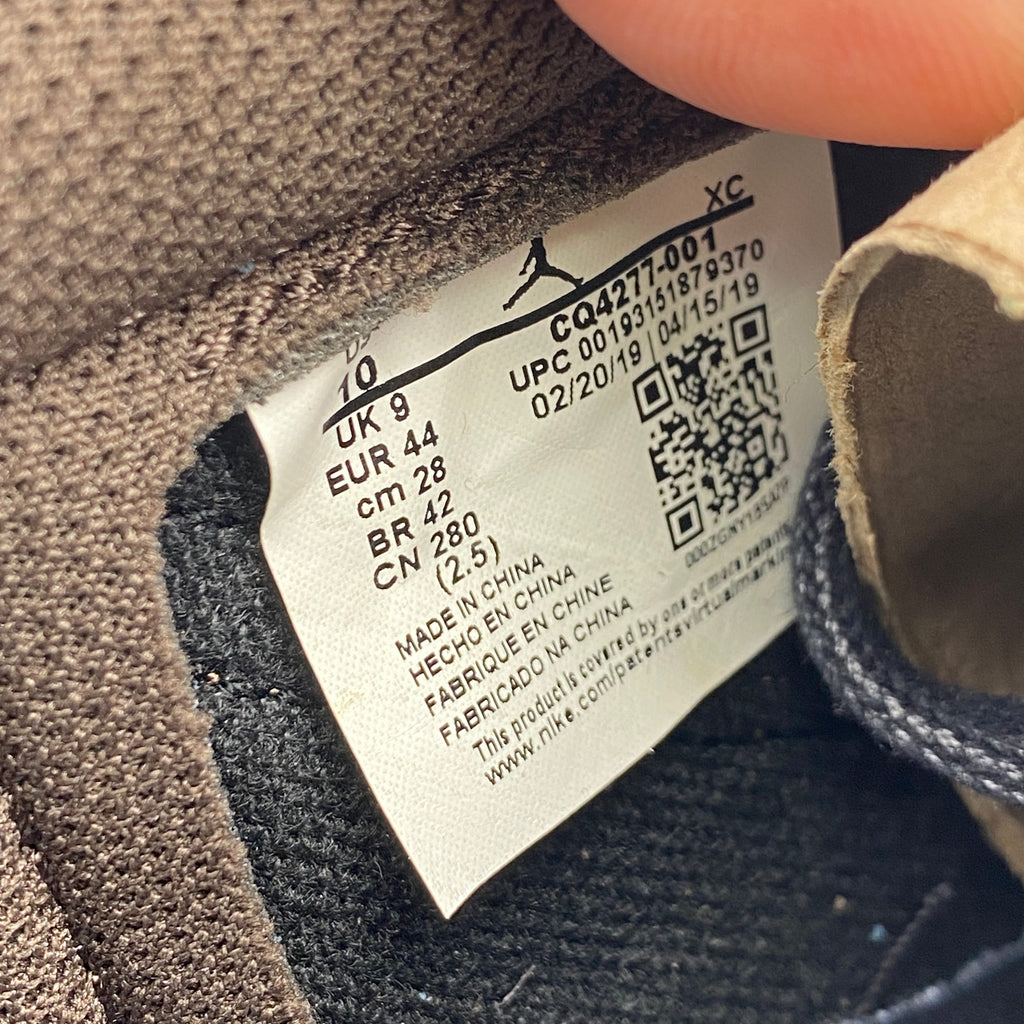 XC
10
UK 9
EUR 44
cm 28
BR 42
CN 280
(2.5)
CQ4277-001
UPC 00193151879370
02/20/19 | 04/15/19
MADE IN CHINA
HECHO EN CHINA
FABRIQUE EN CHINE
FABRICADO NA CHINA
This product is covered by one or more patents
www.nike.com/patentsvirtualmarkin